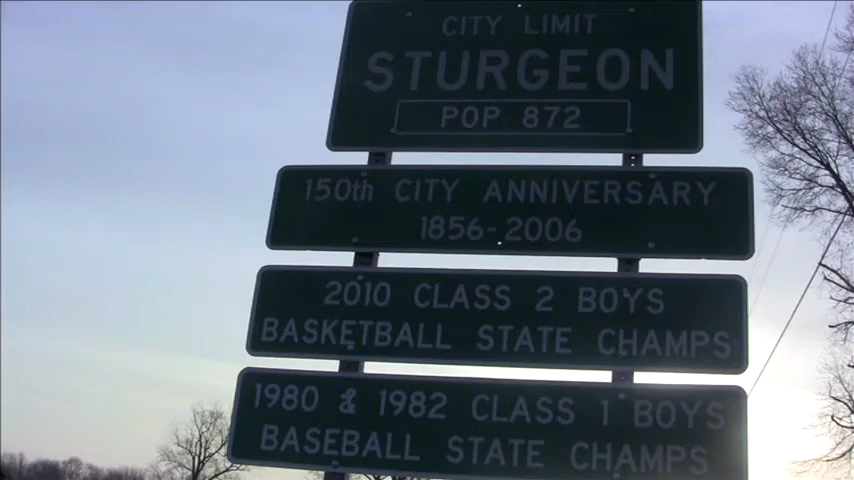 CITY LIMIT
STURGEON
POP 872
150th CITY ANNIVERSARY
1856-2006
2010 CLASS 2 BOYS
BASKETBALL STATE CHAMPS
1980 & 1982 CLASS 1 BOYS
BASEBALL STATE CHAMPS